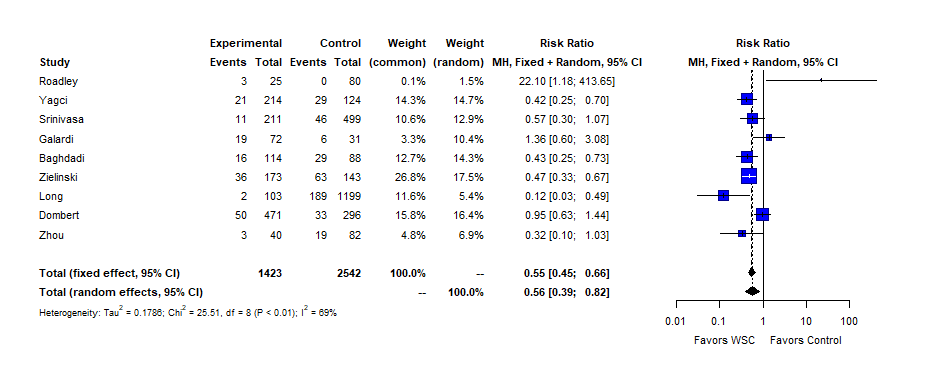 Experimental Control Weight Weight Risk Ratio Risk Ratio
Study Events Total Events Total (common) (random) MH, Fixed + Random, 95% CI MH, Fixed + Random, 95% CI
Roadley 3 25 0 80 0.1% 1.5% 22.10 [1.18; 413.65]
Yagci 21 214 29 124 14.3% 14.7% 0.42 [0.25; 0.70]
Srinivasa 11 211 46 499 10.6% 12.9% 0.57 [0.30; 1.07]
Galardi 19 72 6 31 3.3% 10.4% 1.36 [0.60; 3.08]
Baghdadi 16 114 29 88 12.7% 14.3% 0.43 [0.25; 0.73]
Zielinski 36 173 63 143 26.8% 17.5% 0.47 [0.33; 0.67]
Long 2 103 189 1199 11.6% 5.4% 0.12 [0.03; 0.49]
Dombert 50 471 33 296 15.8% 16.4% 0.95 [0.63; 1.44]
Zhou 3 40 19 82 4.8% 6.9% 0.32 [0.10; 1.03]
Total (fixed effect, 95% CI) 1423 2542 100.0% -- 0.55 [0.45; 0.66]
Total (random effects, 95% CI) -- 100.0% 0.56 [0.39; 0.82]
Heterogeneity: Tau² = 0.1786; Chi² = 25.51, df = 8 (P < 0.01); I² = 69%
0.01 0.1 1 10 100
Favors WSC Favors Control